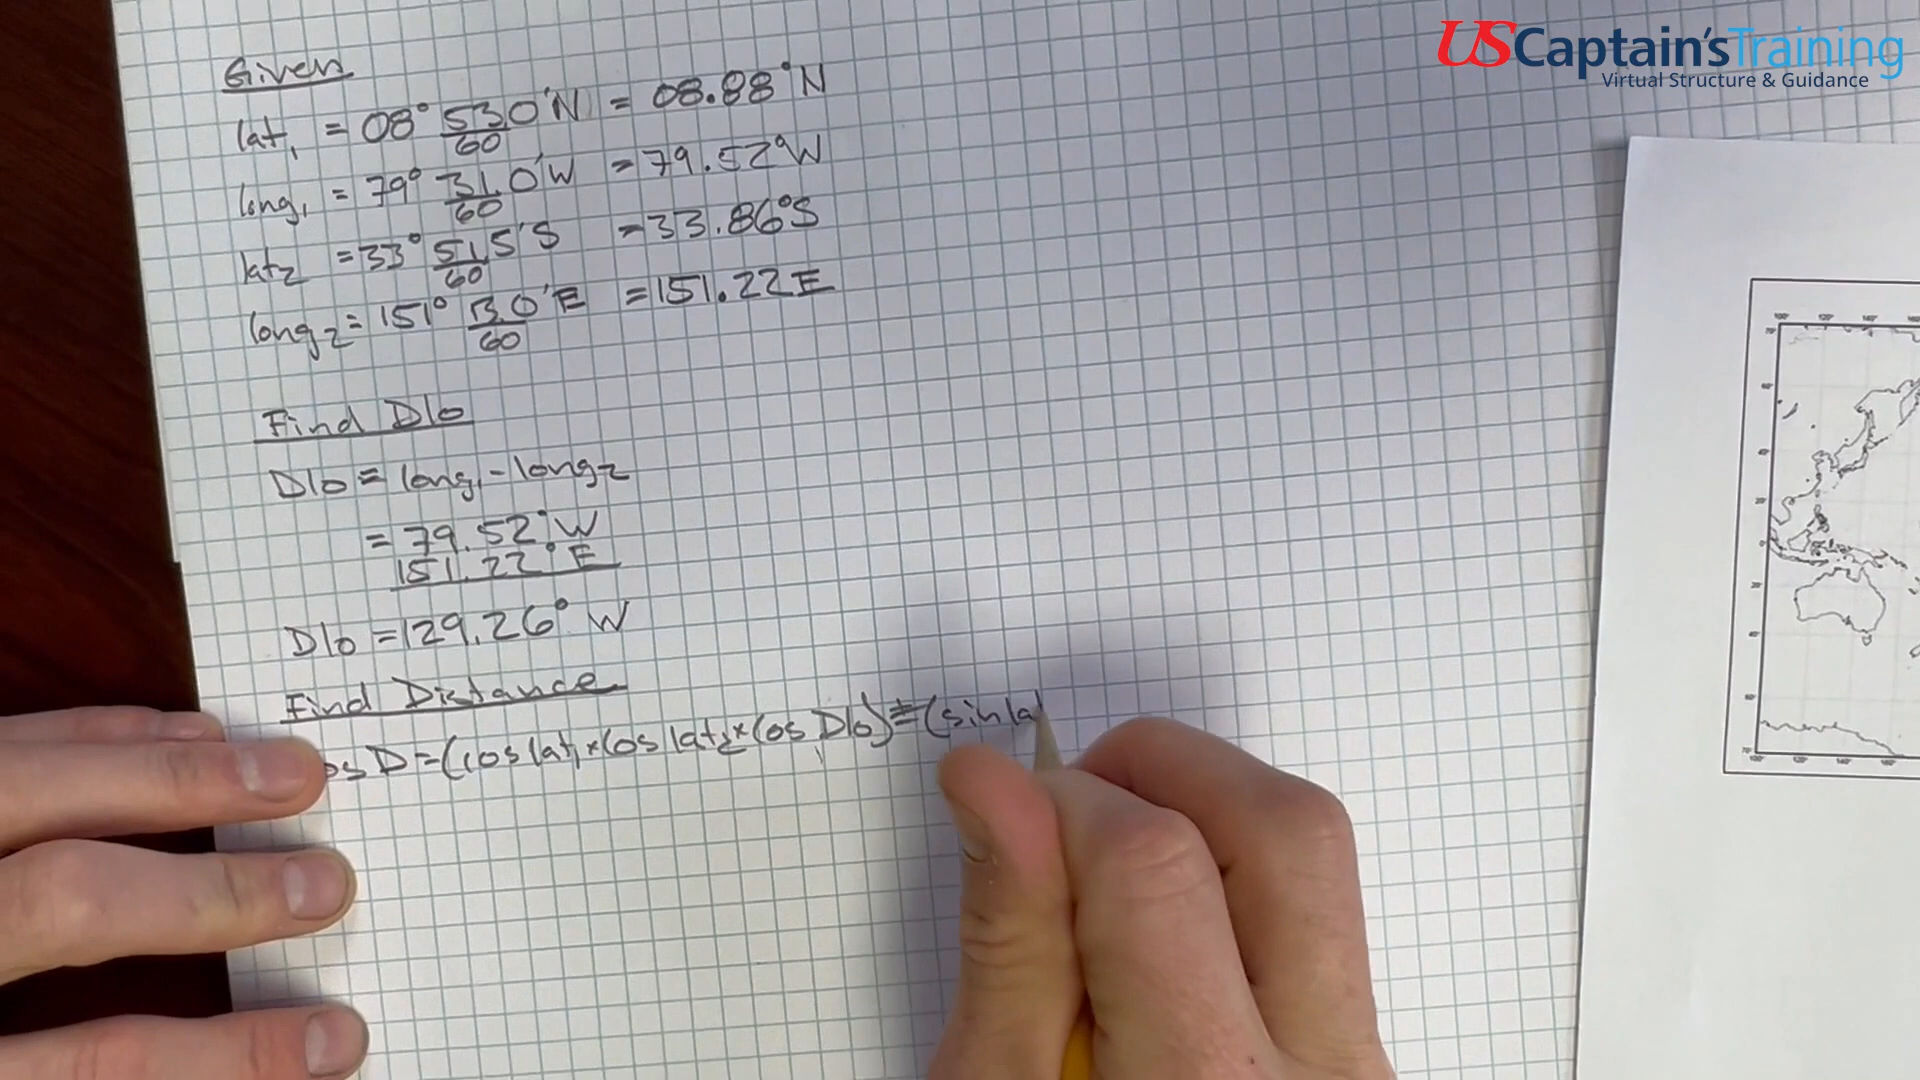 USCaptain'sTraining
Virtual Structure & Guidance
Given
lat₁ = 08° 53.0'N = 08.88°N
60
long₁ = 79° 31.0'W = 79.52°W
60
lat₂ = 33° 51.5'S = 33.86°S
60
long₂ = 151° 13.0'E = 151.22E
60
Find Dlo
Dlo = long₁ - long₂
= 79.52°W
151.22°E
Dlo = 129.26° W
Find Distance
os D = (cos lat₁ × cos lat₂ × cos Dlo) ± (sin lat